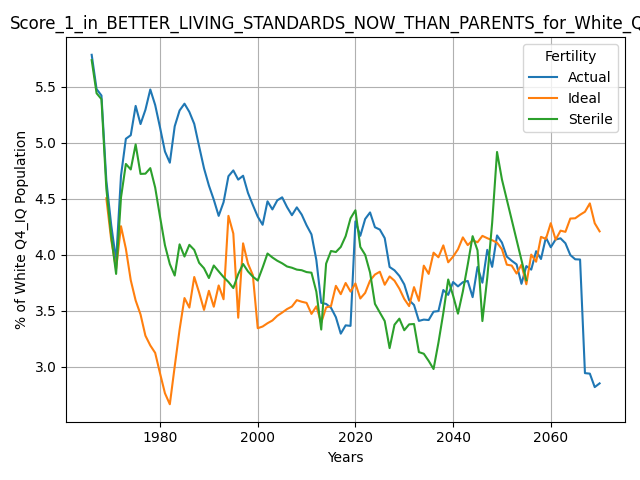 Score_1_in_BETTER_LIVING_STANDARDS_NOW_THAN_PARENTS_for_White_Q
Fertility
Actual
Ideal
Sterile
% of White Q4_IQ Population
5.5
5.0
4.5
4.0
3.5
3.0
1980 2000 2020 2040 2060
Years